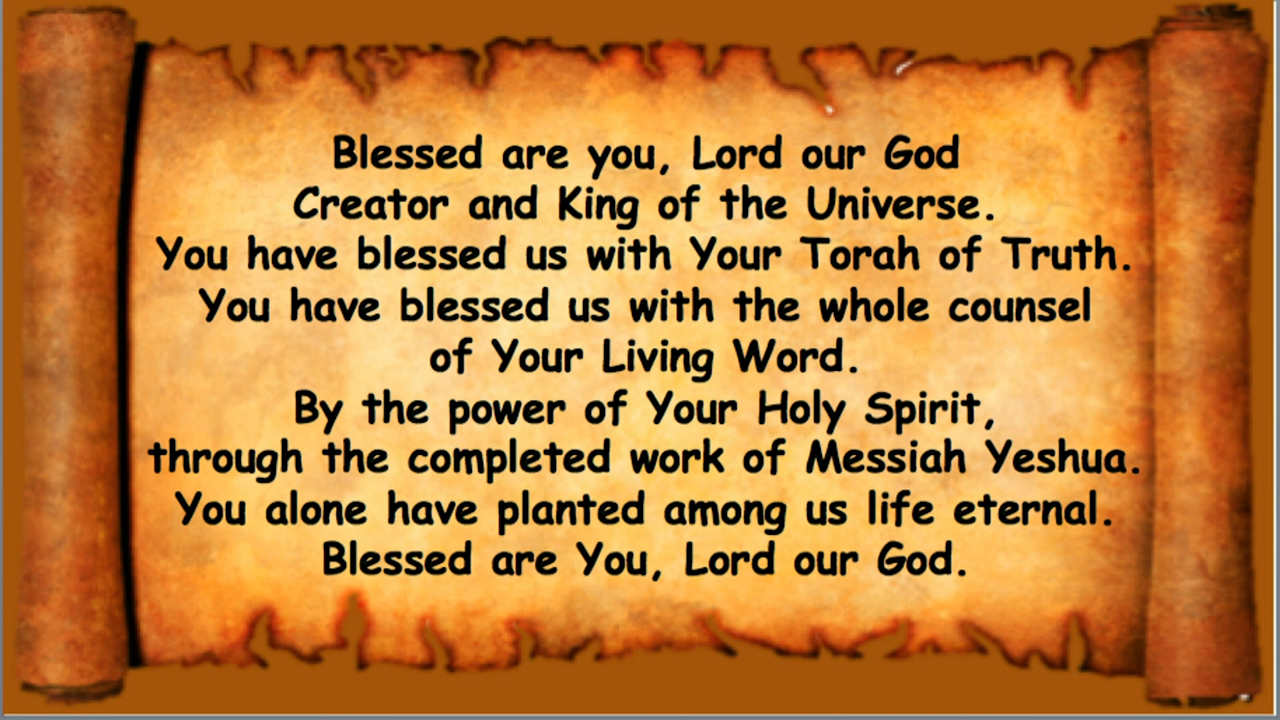 Blessed are you, Lord our God
Creator and King of the Universe.
You have blessed us with Your Torah of Truth.
You have blessed us with the whole counsel
of Your Living Word.
By the power of Your Holy Spirit,
through the completed work of Messiah Yeshua.
You alone have planted among us life eternal.
Blessed are You, Lord our God.